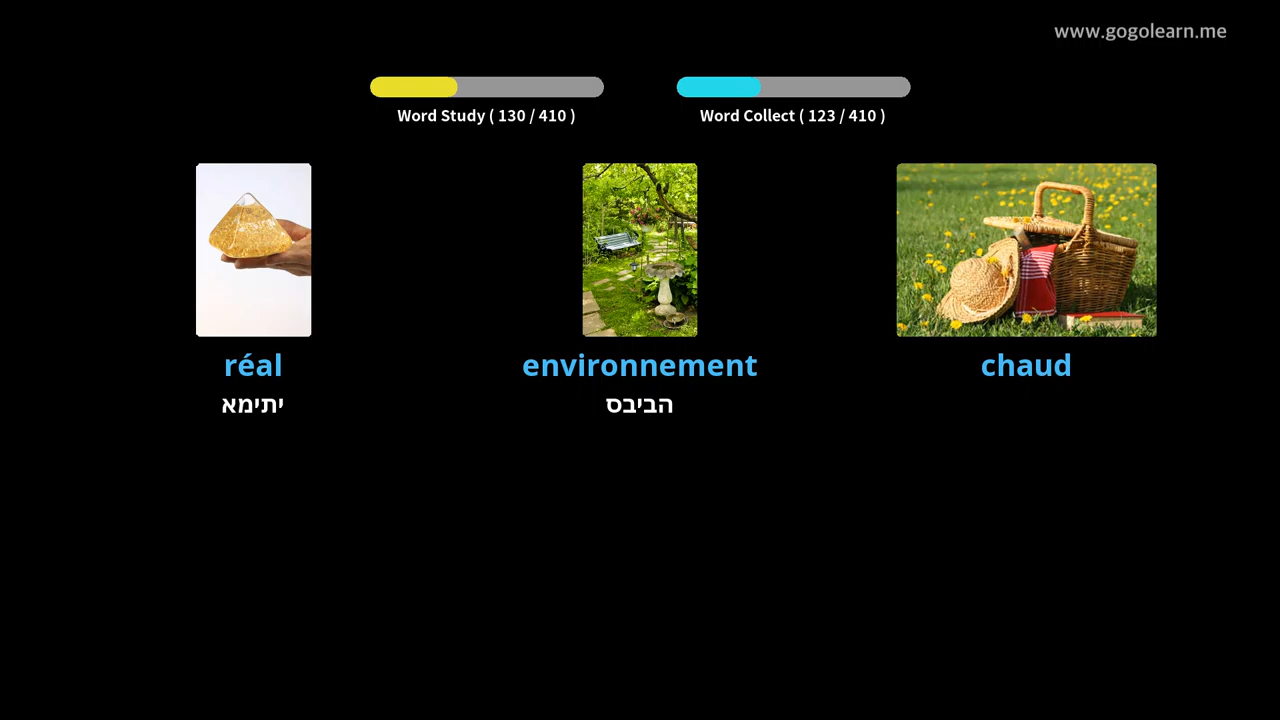 www.gogolearn.me
Word Study ( 130 / 410 )
Word Collect ( 123 / 410 )
réal
environnement
chaud
יתימא
הביבס